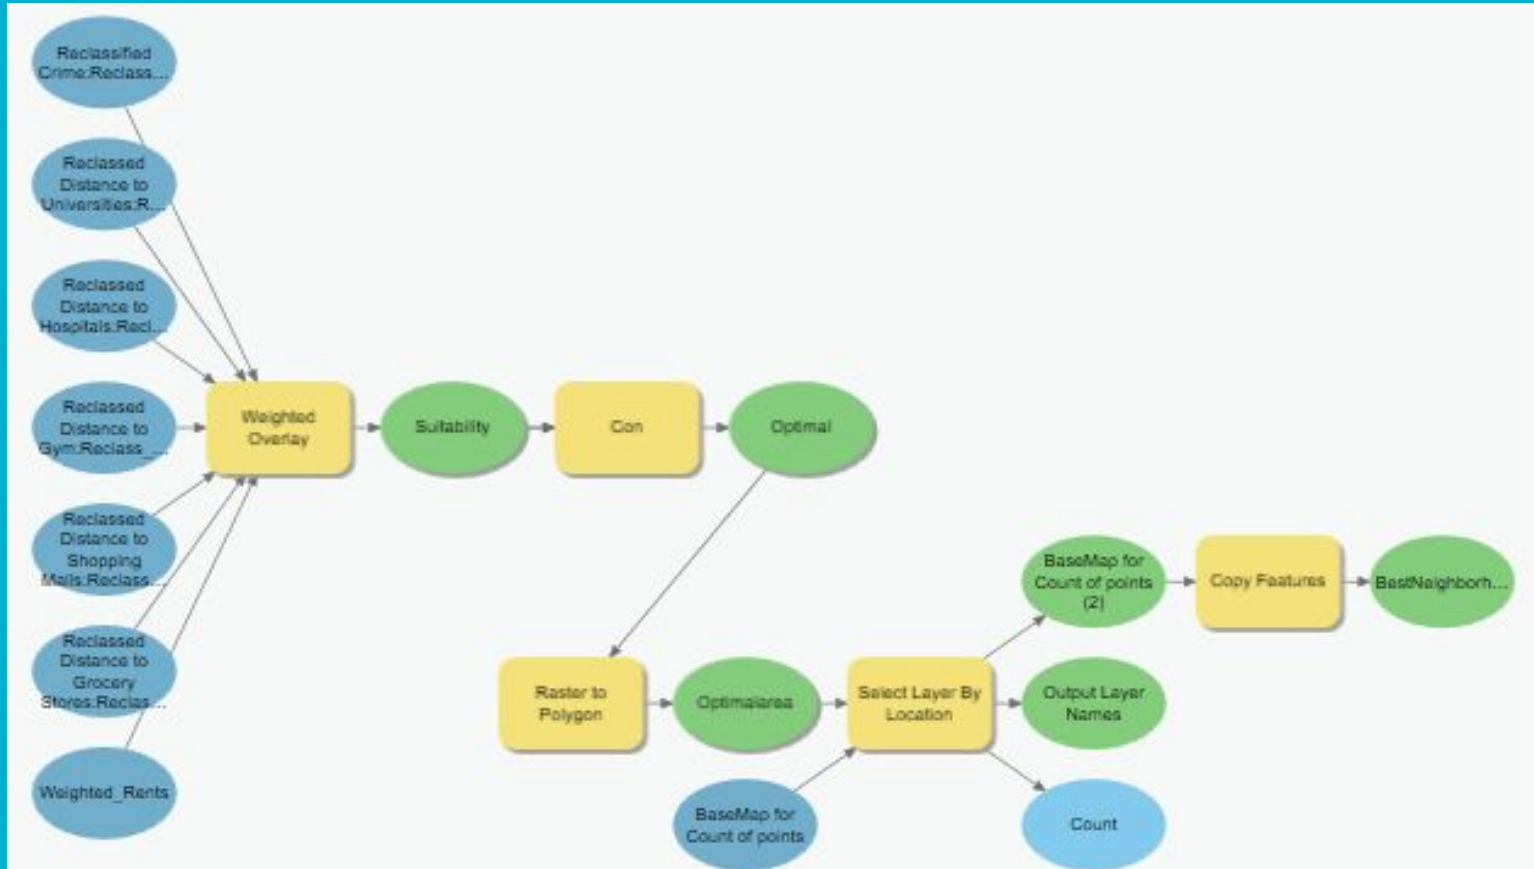 Reclassified
Crime:Reclass....
Reclassed
Distance to
Universities:R....
Reclassed
Distance to
Hospitals:Recl....
Reclassed
Distance to
Gym:Reclass_....
Reclassed
Distance to
Shopping
Malls:Reclass....
Reclassed
Distance to
Grocery
Stores:Reclas....
Weighted_Rents
Weighted
Overlay
Suitability
Con
Optimal
Raster to
Polygon
Optimalarea
BaseMap for
Count of points
Select Layer By
Location
BaseMap for
Count of points
(2)
Output Layer
Names
Count
Copy Features
BestNeighborh....